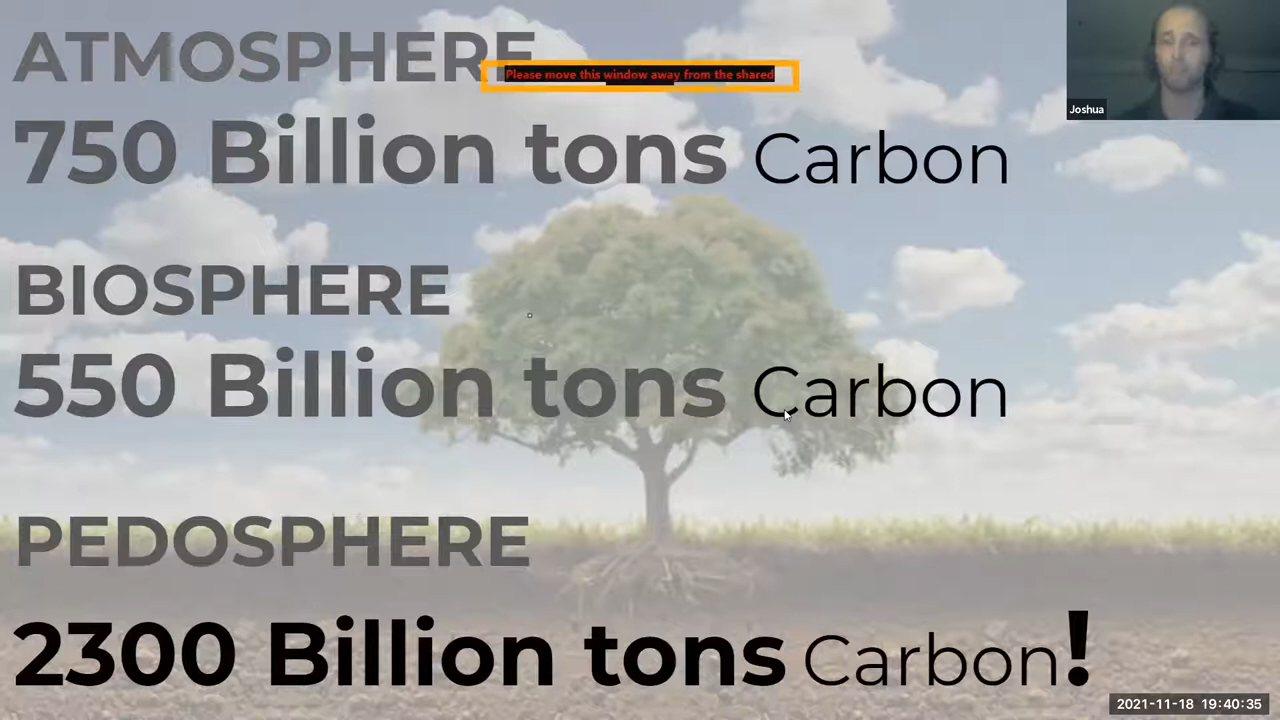 ATMOSPHERE
Please move this window away from the shared
Joshua
750 Billion tons Carbon
BIOSPHERE
550 Billion tons Carbon
PEDOSPHERE
2300 Billion tons Carbon!
2021-11-18 19:40:35